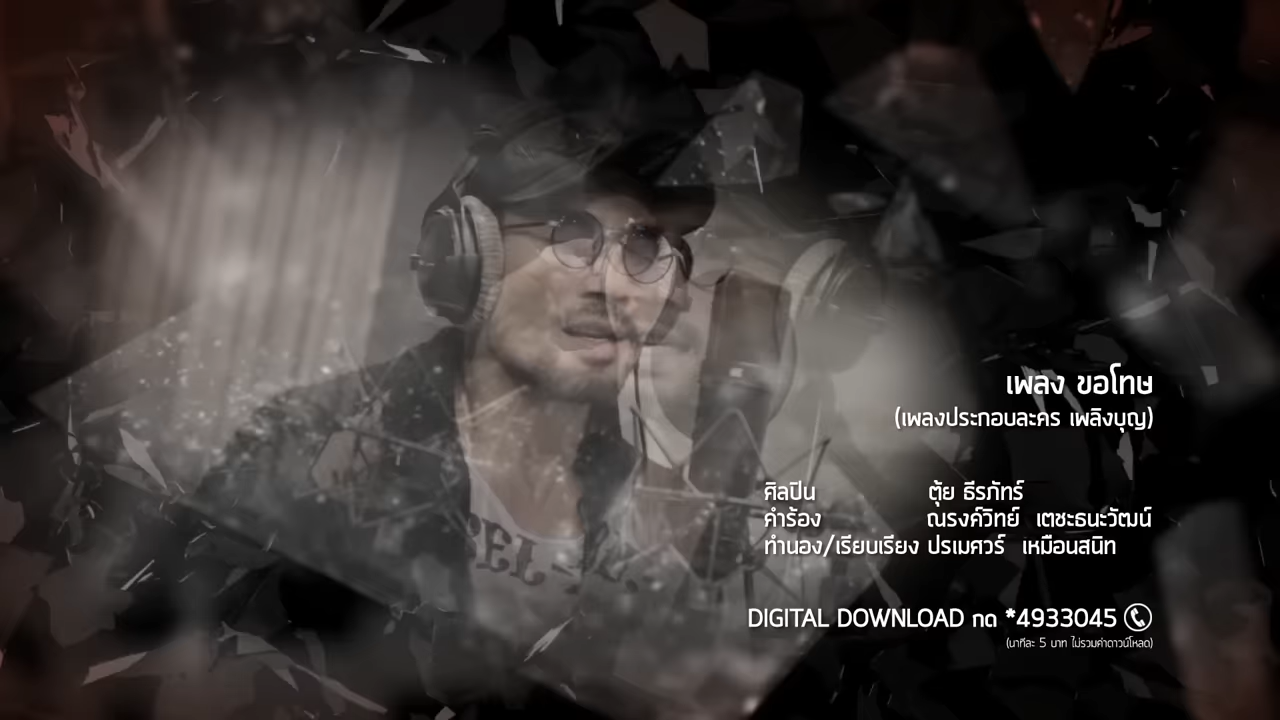 เพลง ขอโทษ
(เพลงประกอบละคร เพลิงบุญ)
ศิลปิน ตุ้ย ธีรภัทร์
คำร้อง ณรงค์วิทย์ เตชะธนะวัฒน์
ทำนอง/เรียบเรียง ปรเมศวร์ เหมือนสนิท
DIGITAL DOWNLOAD กด *4933045
(นาทีละ 5 บาท ไม่รวมค่าดาวน์โหลด)